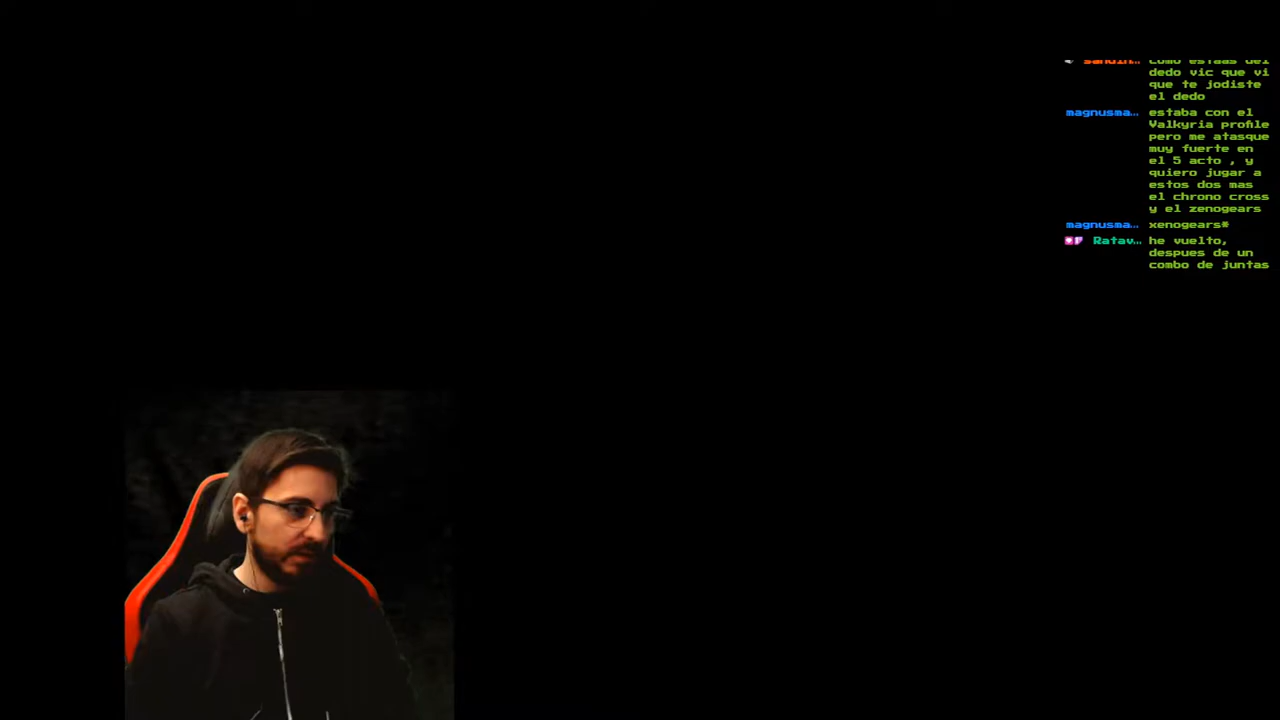 como estaas del
dedo vic que vi
que te jodiste
el dedo
magnusma… estaba con el
Valkyria profile
pero me atasque
muy fuerte en
el 5 acto , y
quiero jugar a
estos dos mas
el chrono cross
y el zenogears
magnusma… xenogears*
Ratav… he vuelto,
despues de un
combo de juntas